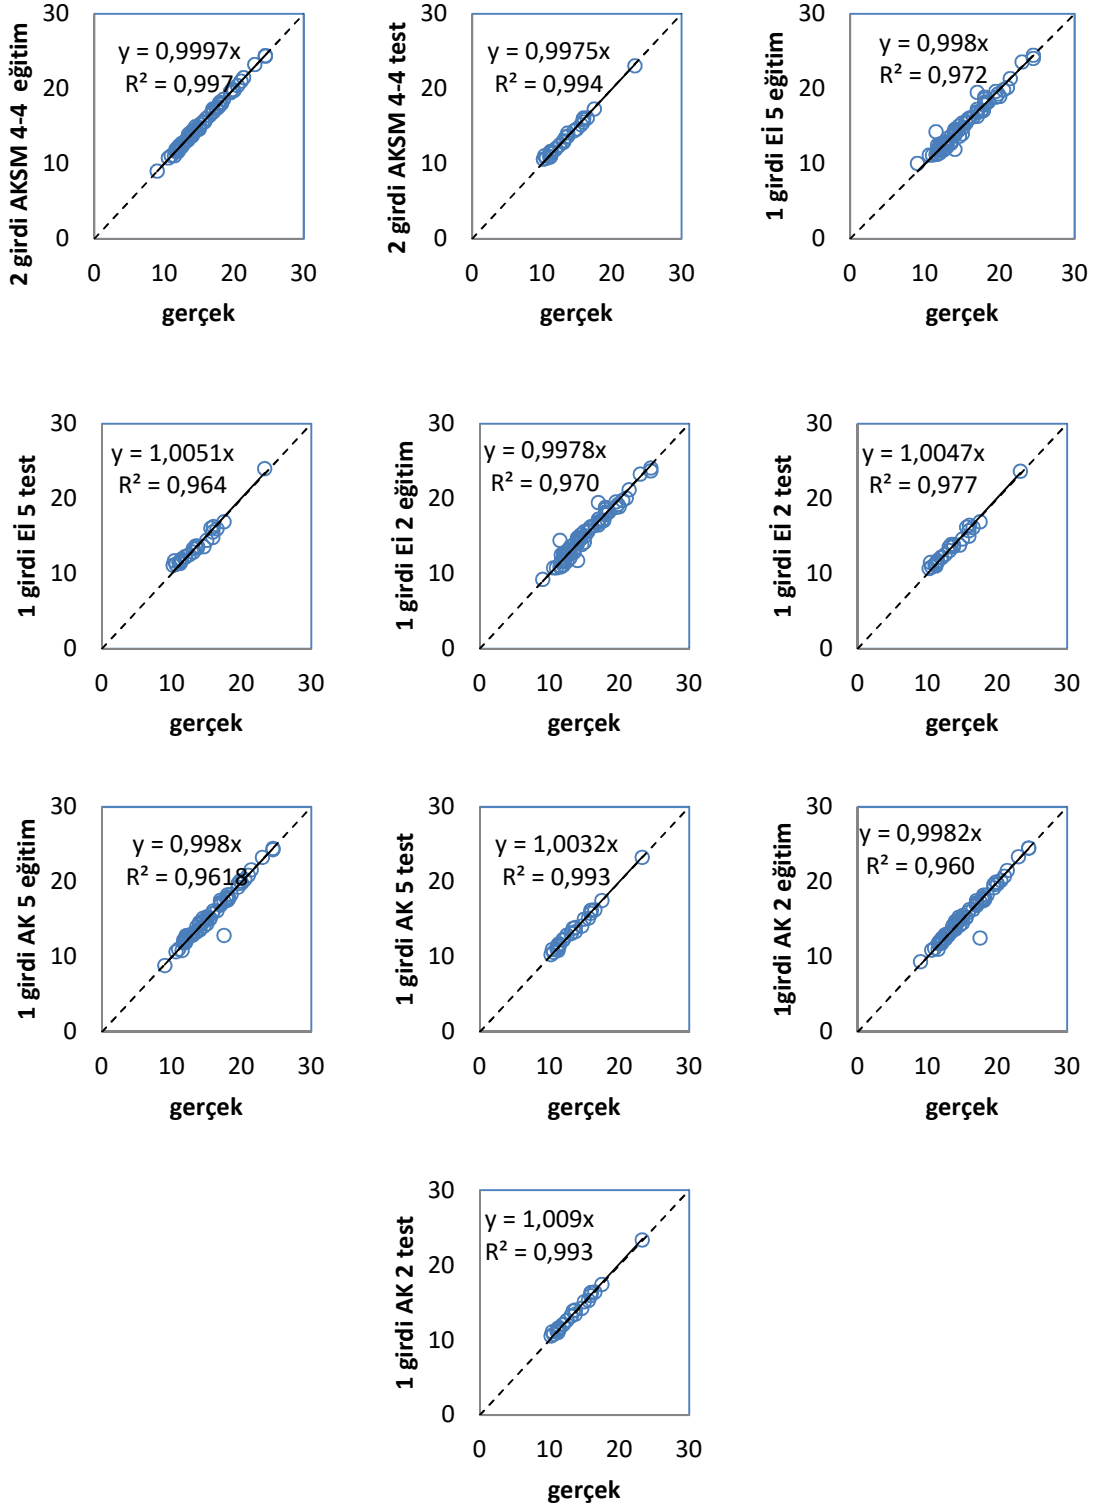 2 girdi AKSM 4-4 eğitim
30
20
10
0
y = 0,9997x
R² = 0,997
0 10 20 30
gerçek
2 girdi AKSM 4-4 test
30
20
10
0
y = 0,9975x
R² = 0,994
0 10 20 30
gerçek
1 girdi Eİ 5 eğitim
30
20
10
0
y = 0,998x
R² = 0,972
0 10 20 30
gerçek
1 girdi Eİ 5 test
30
20
10
0
y = 1,0051x
R² = 0,964
0 10 20 30
gerçek
1 girdi Eİ 2 eğitim
30
20
10
0
y = 0,9978x
R² = 0,970
0 10 20 30
gerçek
1 girdi Eİ 2 test
30
20
10
0
y = 1,0047x
R² = 0,977
0 10 20 30
gerçek
1 girdi AK 5 eğitim
30
20
10
0
y = 0,998x
R² = 0,9618
0 10 20 30
gerçek
1 girdi AK 5 test
30
20
10
0
y = 1,0032x
R² = 0,993
0 10 20 30
gerçek
1girdi AK 2 eğitim
30
20
10
0
y = 0,9982x
R² = 0,960
0 10 20 30
gerçek
1 girdi AK 2 test
30
20
10
0
y = 1,009x
R² = 0,993
0 10 20 30
gerçek